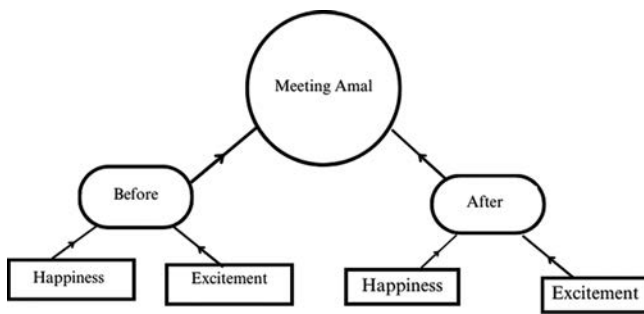 Meeting Amal
Before
After
Happiness
Excitement
Happiness
Excitement